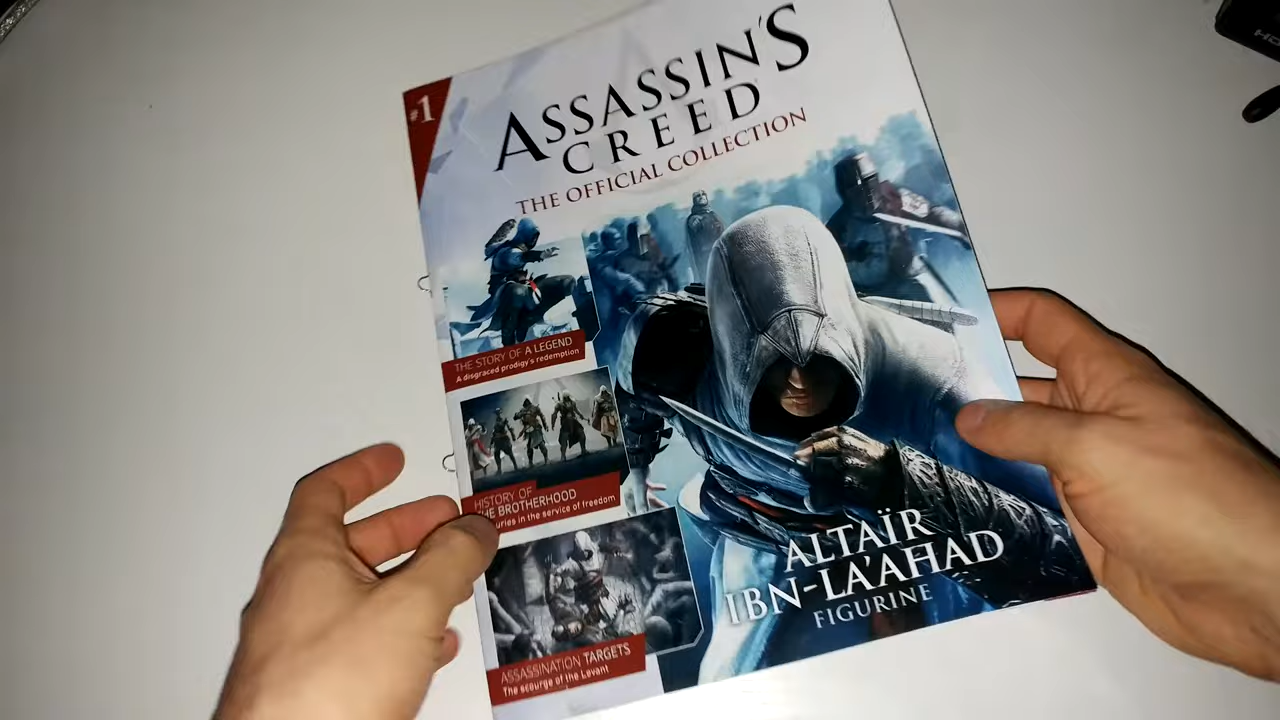 #1
ASSASSIN'S
CREED
THE OFFICIAL COLLECTION
THE STORY OF A LEGEND
A disgraced prodigy's redemption
HISTORY OF
THE BROTHERHOOD
in the service of freedom
ASSASSINATION TARGETS
The scourge of the Levant
ALTAÏR
IBN-LA'AHAD
FIGURINE